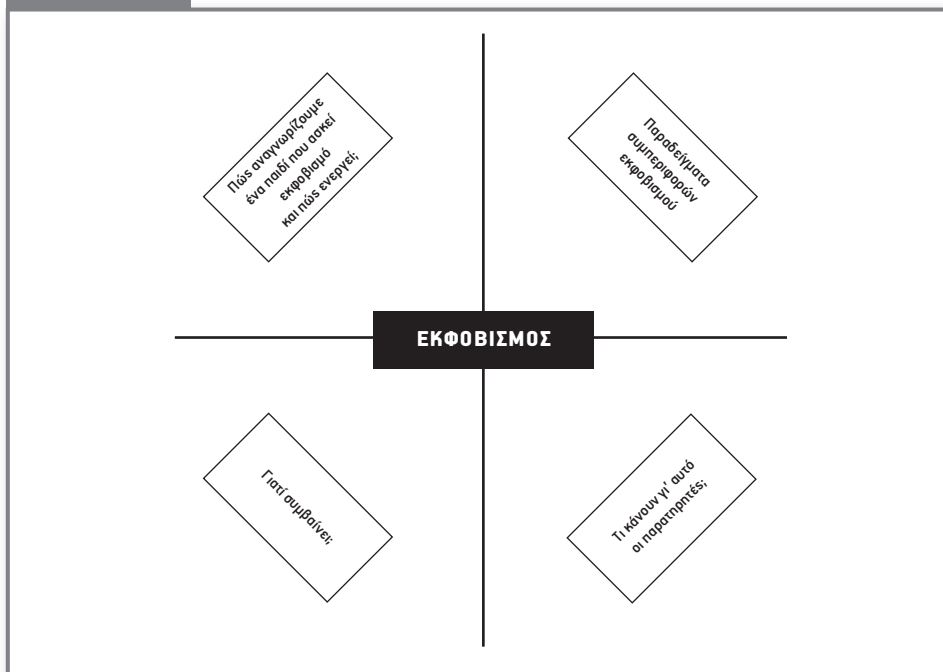 Πώς αναγνωρίζουμε
ένα παιδί που ασκεί
εκφοβισμό
και πώς ενεργεί;
Παραδείγματα
συμπεριφορών
εκφοβισμού
ΕΚΦΟΒΙΣΜΟΣ
Γιατί συμβαίνει;
Τι κάνουν γι' αυτό
οι παρατηρητές;